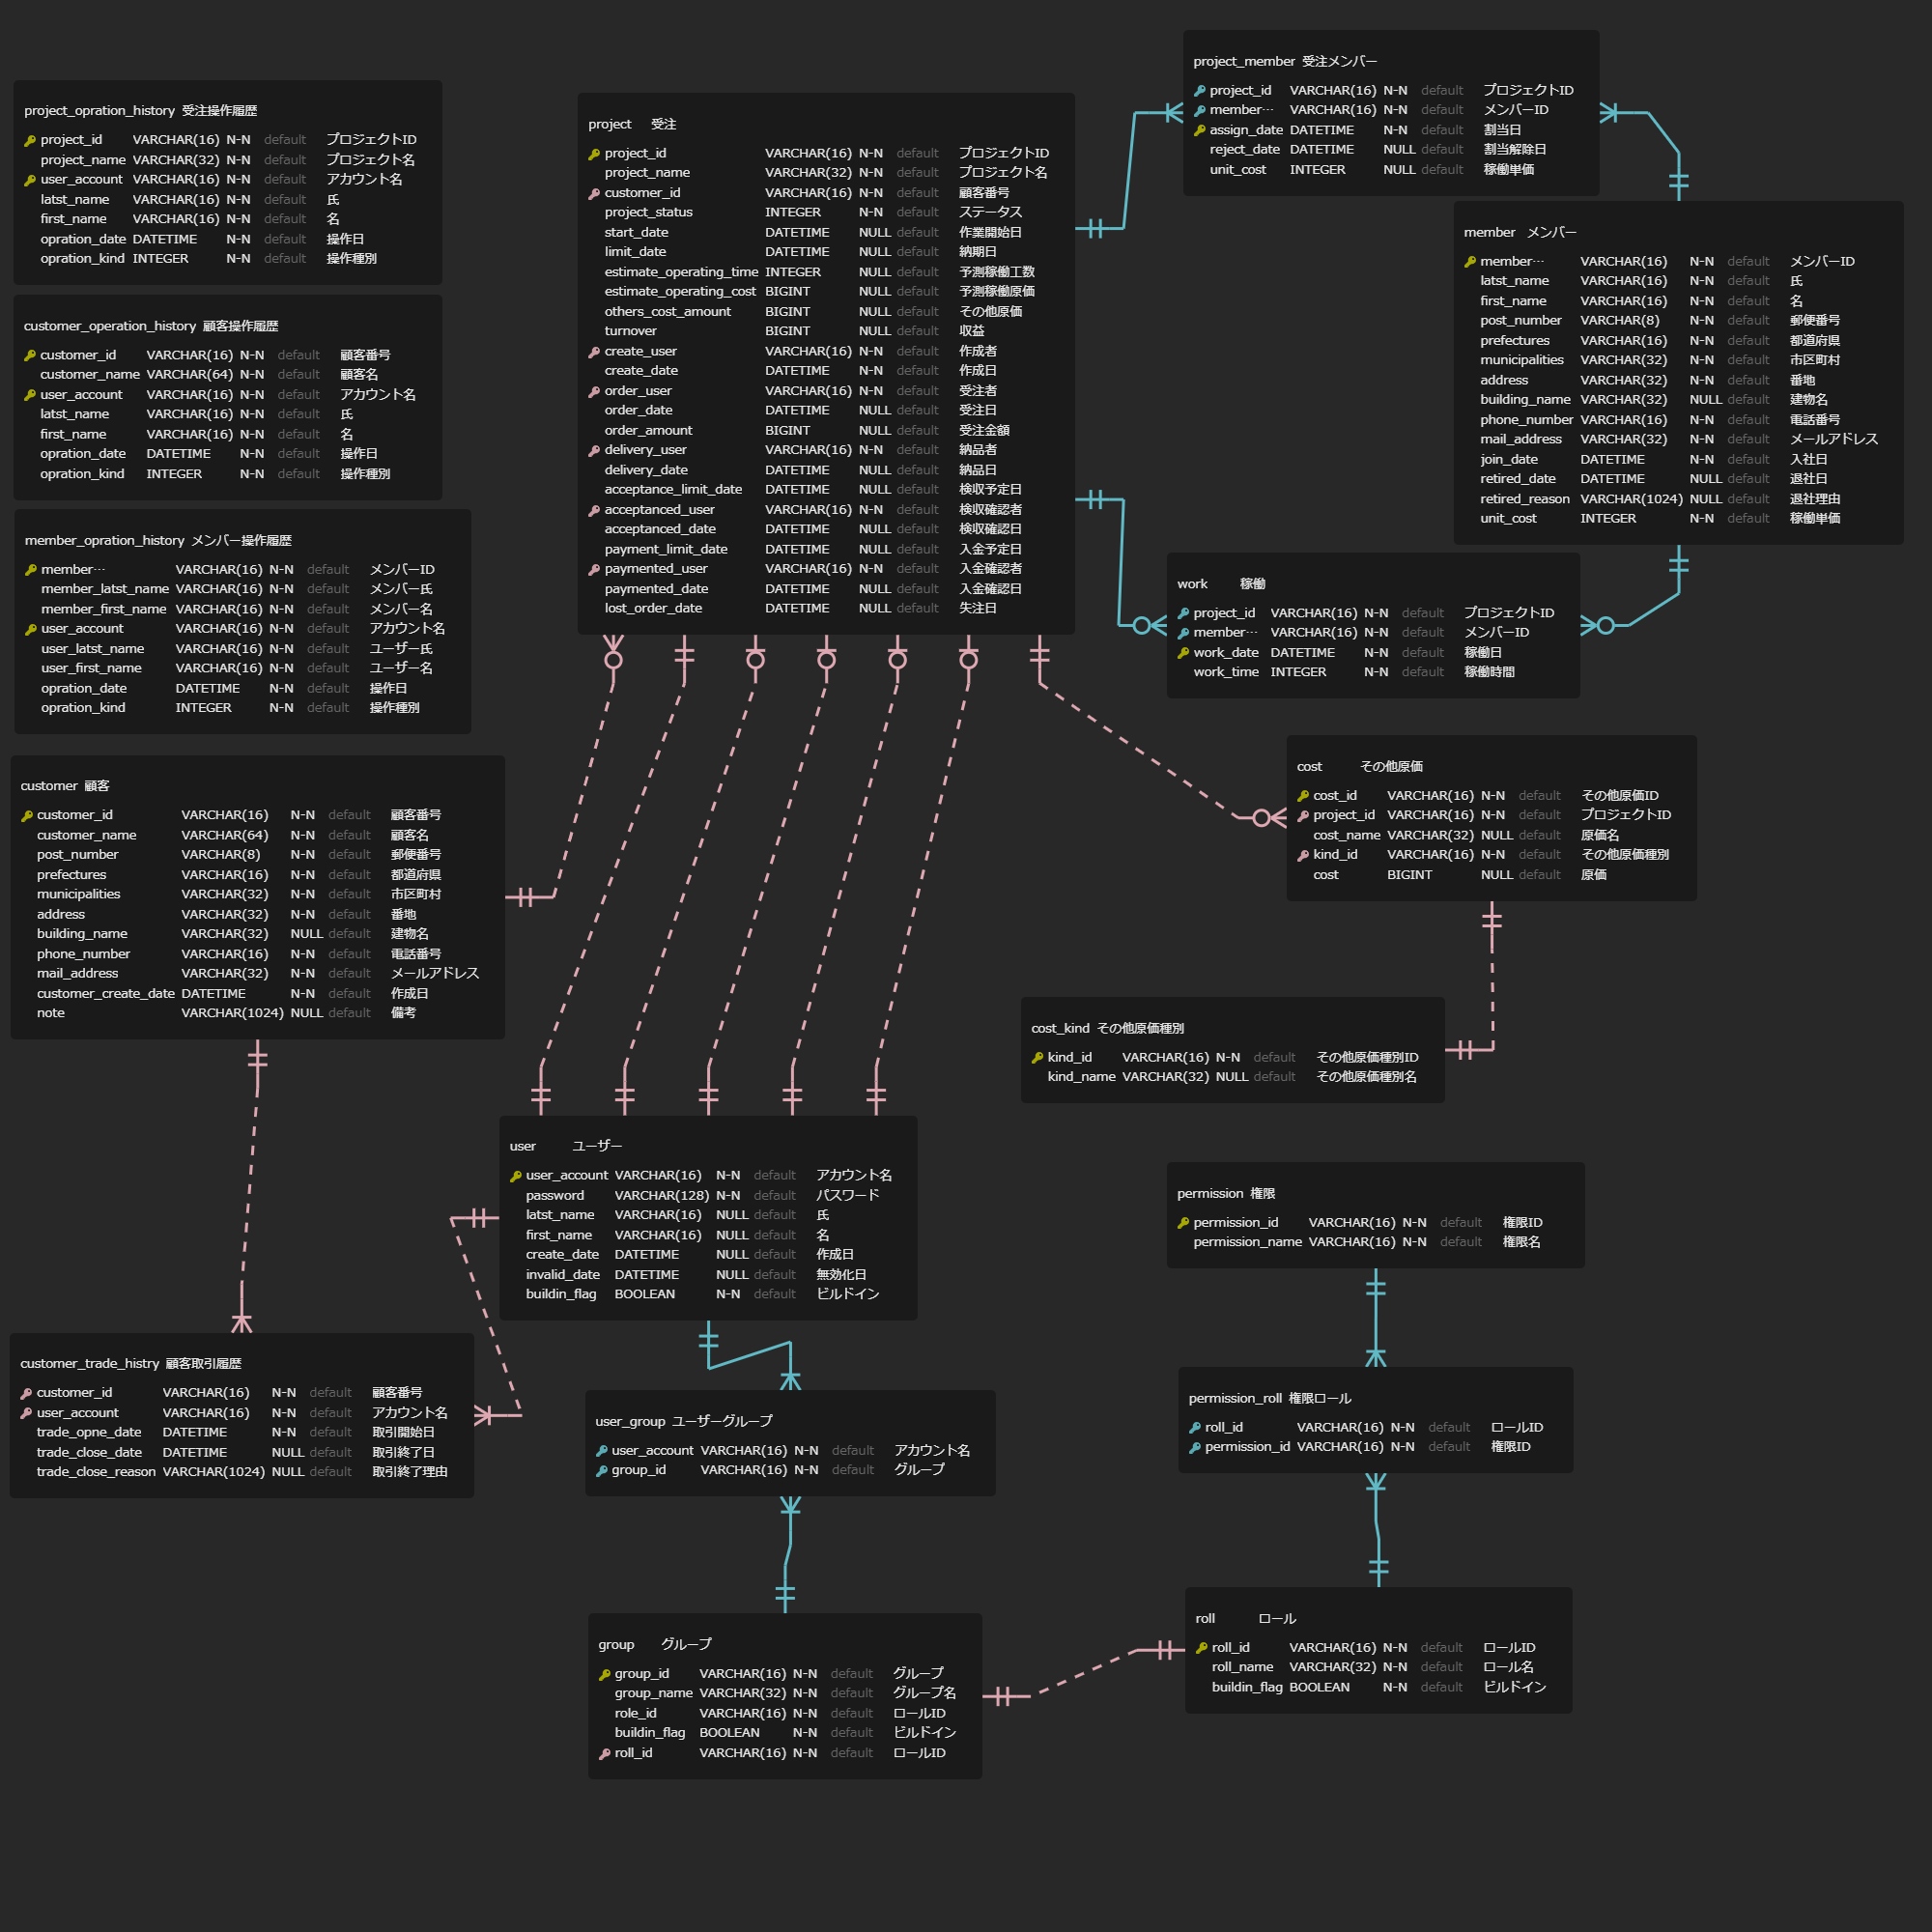 project_opration_history 受注操作履歴
project_id VARCHAR(16) N-N default プロジェクトID
project_name VARCHAR(32) N-N default プロジェクト名
user_account VARCHAR(16) N-N default アカウント名
latst_name VARCHAR(16) N-N default 氏
first_name VARCHAR(16) N-N default 名
opration_date DATETIME N-N default 操作日
opration_kind INTEGER N-N default 操作種別
customer_operation_history 顧客操作履歴
customer_id VARCHAR(16) N-N default 顧客番号
customer_name VARCHAR(64) N-N default 顧客名
user_account VARCHAR(16) N-N default アカウント名
latst_name VARCHAR(16) N-N default 氏
first_name VARCHAR(16) N-N default 名
opration_date DATETIME N-N default 操作日
opration_kind INTEGER N-N default 操作種別
member_opration_history メンバー操作履歴
member… VARCHAR(16) N-N default メンバーID
member_latst_name VARCHAR(16) N-N default メンバー氏
member_first_name VARCHAR(16) N-N default メンバー名
user_account VARCHAR(16) N-N default アカウント名
user_latst_name VARCHAR(16) N-N default ユーザー氏
user_first_name VARCHAR(16) N-N default ユーザー名
opration_date DATETIME N-N default 操作日
opration_kind INTEGER N-N default 操作種別
project 受注
project_id VARCHAR(16) N-N default プロジェクトID
project_name VARCHAR(32) N-N default プロジェクト名
customer_id VARCHAR(16) N-N default 顧客番号
project_status INTEGER N-N default ステータス
start_date DATETIME NULL default 作業開始日
limit_date DATETIME NULL default 納期日
estimate_operating_time INTEGER NULL default 予測稼働工数
estimate_operating_cost BIGINT NULL default 予測稼働原価
others_cost_amount BIGINT NULL default その他原価
turnover BIGINT NULL default 収益
create_user VARCHAR(16) N-N default 作成者
create_date DATETIME N-N default 作成日
order_user VARCHAR(16) N-N default 受注者
order_date DATETIME NULL default 受注日
order_amount BIGINT NULL default 受注金額
delivery_user VARCHAR(16) N-N default 納品者
delivery_date DATETIME NULL default 納品日
acceptance_limit_date DATETIME NULL default 検収予定日
acceptanced_user VARCHAR(16) N-N default 検収確認者
acceptanced_date DATETIME NULL default 検収確認日
payment_limit_date DATETIME NULL default 入金予定日
paymented_user VARCHAR(16) N-N default 入金確認者
paymented_date DATETIME NULL default 入金確認日
lost_order_date DATETIME NULL default 失注日
project_member 受注メンバー
project_id VARCHAR(16) N-N default プロジェクトID
member… VARCHAR(16) N-N default メンバーID
assign_date DATETIME N-N default 割当日
reject_date DATETIME NULL default 割当解除日
unit_cost INTEGER NULL default 稼働単価
member メンバー
member… VARCHAR(16) N-N default メンバーID
latst_name VARCHAR(16) N-N default 氏
first_name VARCHAR(16) N-N default 名
post_number VARCHAR(8) N-N default 郵便番号
prefectures VARCHAR(16) N-N default 都道府県
municipalities VARCHAR(32) N-N default 市区町村
address VARCHAR(32) N-N default 番地
building_name VARCHAR(32) NULL default 建物名
phone_number VARCHAR(16) N-N default 電話番号
mail_address VARCHAR(32) N-N default メールアドレス
join_date DATETIME N-N default 入社日
retired_date DATETIME NULL default 退社日
retired_reason VARCHAR(1024) NULL default 退社理由
unit_cost INTEGER N-N default 稼働単価
work 稼働
project_id VARCHAR(16) N-N default プロジェクトID
member… VARCHAR(16) N-N default メンバーID
work_date DATETIME N-N default 稼働日
work_time INTEGER N-N default 稼働時間
cost その他原価
cost_id VARCHAR(16) N-N default その他原価ID
project_id VARCHAR(16) N-N default プロジェクトID
cost_name VARCHAR(32) NULL default 原価名
kind_id VARCHAR(16) N-N default その他原価種別
cost BIGINT NULL default 原価
customer 顧客
customer_id VARCHAR(16) N-N default 顧客番号
customer_name VARCHAR(64) N-N default 顧客名
post_number VARCHAR(8) N-N default 郵便番号
prefectures VARCHAR(16) N-N default 都道府県
municipalities VARCHAR(32) N-N default 市区町村
address VARCHAR(32) N-N default 番地
building_name VARCHAR(32) NULL default 建物名
phone_number VARCHAR(16) N-N default 電話番号
mail_address VARCHAR(32) N-N default メールアドレス
customer_create_date DATETIME N-N default 作成日
note VARCHAR(1024) NULL default 備考
cost_kind その他原価種別
kind_id VARCHAR(16) N-N default その他原価種別ID
kind_name VARCHAR(32) NULL default その他原価種別名
user ユーザー
user_account VARCHAR(16) N-N default アカウント名
password VARCHAR(128) N-N default パスワード
latst_name VARCHAR(16) NULL default 氏
first_name VARCHAR(16) NULL default 名
create_date DATETIME NULL default 作成日
invalid_date DATETIME NULL default 無効化日
buildin_flag BOOLEAN N-N default ビルドイン
permission 権限
permission_id VARCHAR(16) N-N default 権限ID
permission_name VARCHAR(16) N-N default 権限名
customer_trade_histry 顧客取引履歴
customer_id VARCHAR(16) N-N default 顧客番号
user_account VARCHAR(16) N-N default アカウント名
trade_opne_date DATETIME N-N default 取引開始日
trade_close_date DATETIME NULL default 取引終了日
trade_close_reason VARCHAR(1024) NULL default 取引終了理由
user_group ユーザーグループ
user_account VARCHAR(16) N-N default アカウント名
group_id VARCHAR(16) N-N default グループ
permission_roll 権限ロール
roll_id VARCHAR(16) N-N default ロールID
permission_id VARCHAR(16) N-N default 権限ID
group グループ
group_id VARCHAR(16) N-N default グループ
group_name VARCHAR(32) N-N default グループ名
role_id VARCHAR(16) N-N default ロールID
buildin_flag BOOLEAN N-N default ビルドイン
roll_id VARCHAR(16) N-N default ロールID
roll ロール
roll_id VARCHAR(16) N-N default ロールID
roll_name VARCHAR(32) N-N default ロール名
buildin_flag BOOLEAN N-N default ビルドイン